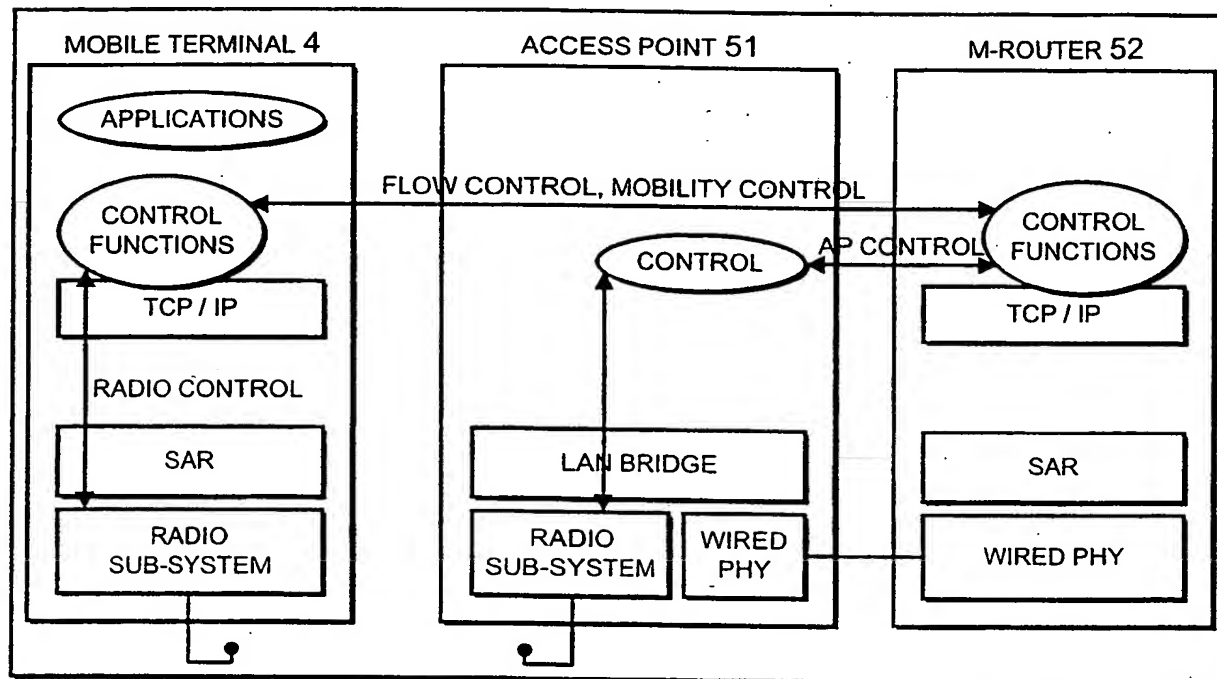 MOBILE TERMINAL 4
ACCESS POINT 51
M-ROUTER 52
APPLICATIONS
FLOW CONTROL, MOBILITY CONTROL
CONTROL
FUNCTIONS
CONTROL
FUNCTIONS
AP CONTROL
CONTROL
TCP / IP
TCP / IP
RADIO CONTROL
SAR
LAN BRIDGE
SAR
RADIO
SUB-SYSTEM
RADIO
SUB-SYSTEM
WIRED
PHY
WIRED PHY